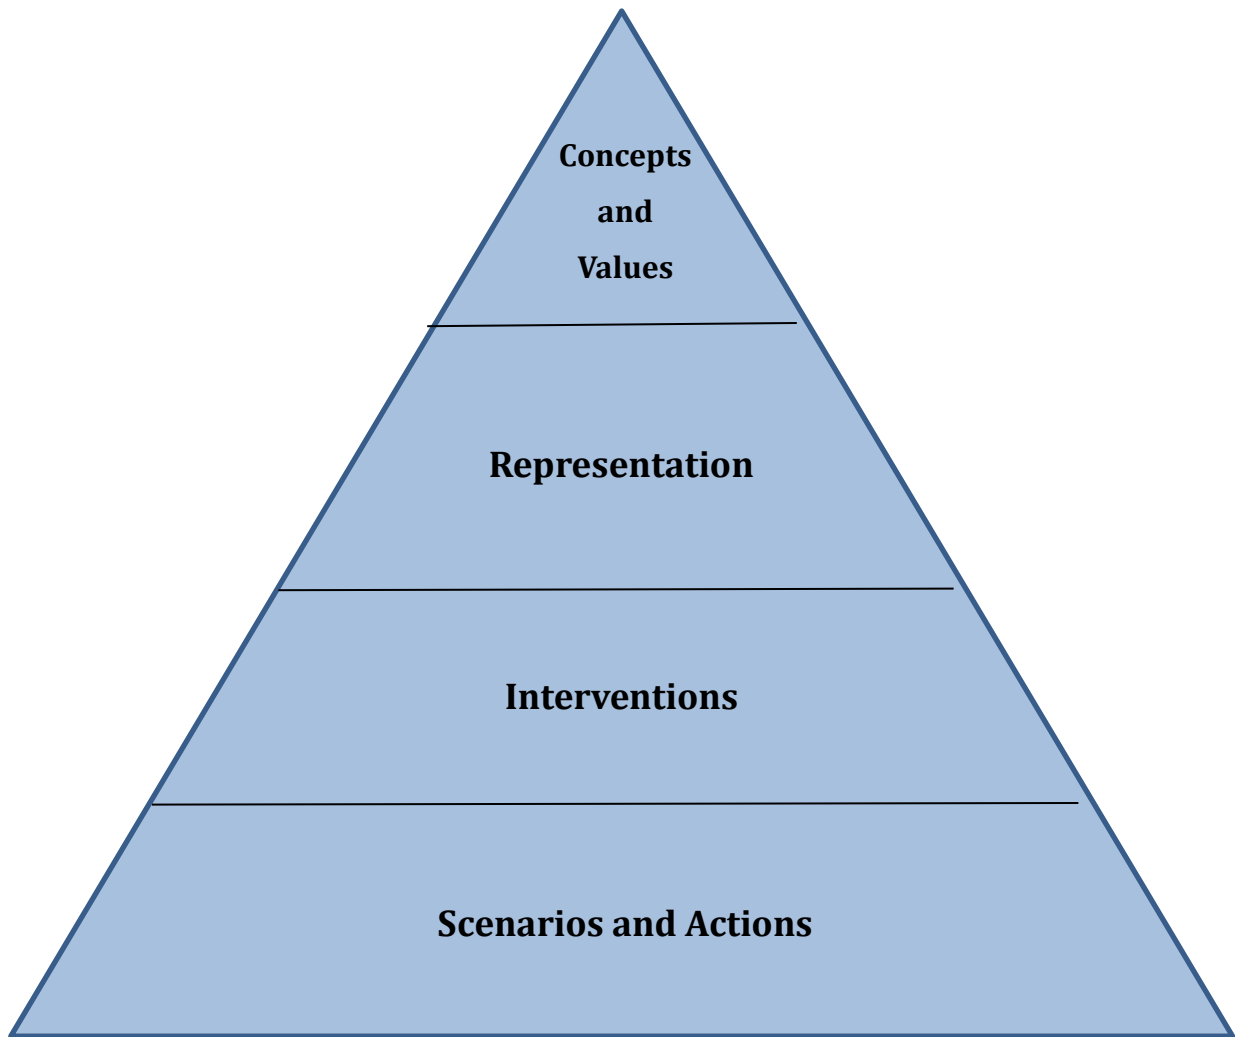 Concepts
and
Values
Representation
Interventions
Scenarios and Actions